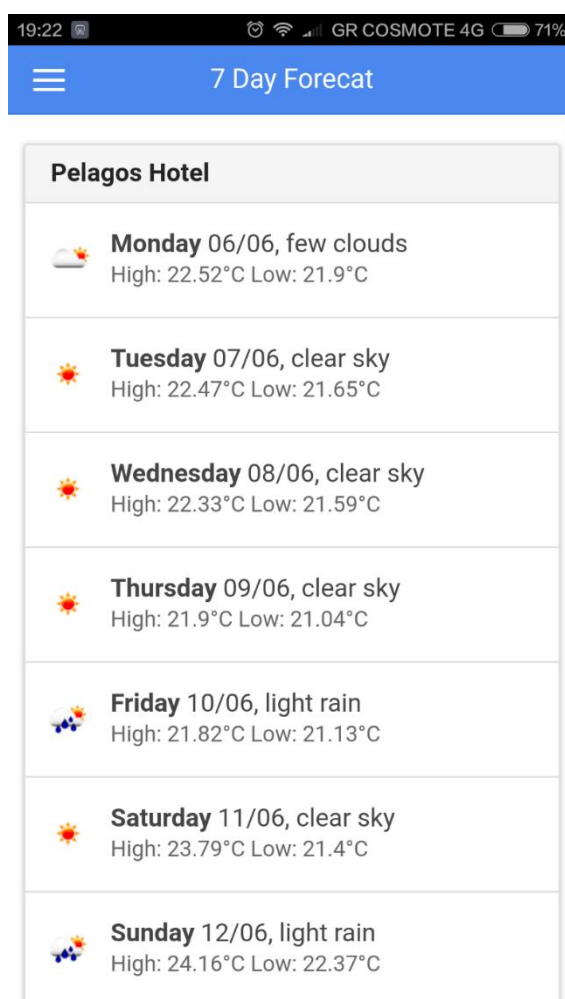 19:22 GR COSMOTE 4G 71%
7 Day Forecat
Pelagos Hotel
Monday 06/06, few clouds
High: 22.52°C Low: 21.9°C
Tuesday 07/06, clear sky
High: 22.47°C Low: 21.65°C
Wednesday 08/06, clear sky
High: 22.33°C Low: 21.59°C
Thursday 09/06, clear sky
High: 21.9°C Low: 21.04°C
Friday 10/06, light rain
High: 21.82°C Low: 21.13°C
Saturday 11/06, clear sky
High: 23.79°C Low: 21.4°C
Sunday 12/06, light rain
High: 24.16°C Low: 22.37°C